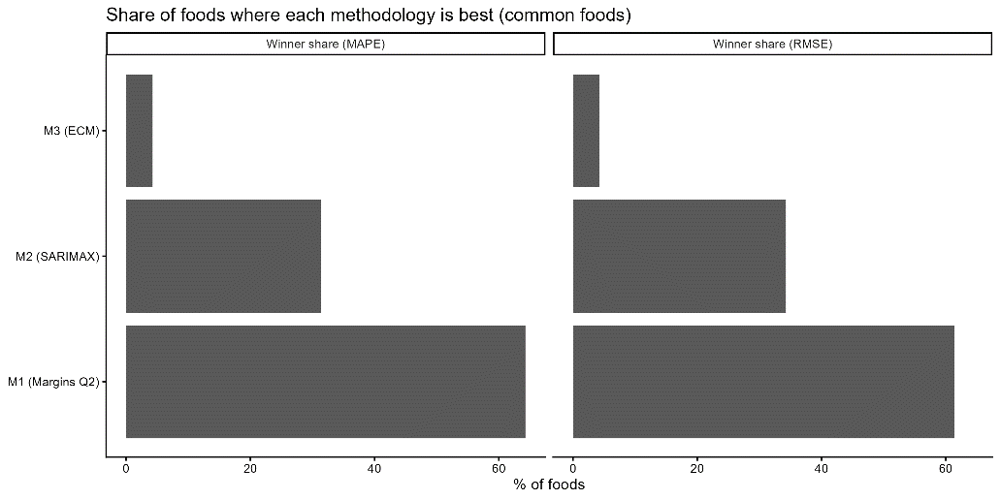 Share of foods where each methodology is best (common foods)
Winner share (MAPE)
Winner share (RMSE)
M3 (ECM)
M2 (SARIMAX)
M1 (Margins Q2)
0 20 40 60
0 20 40 60
% of foods